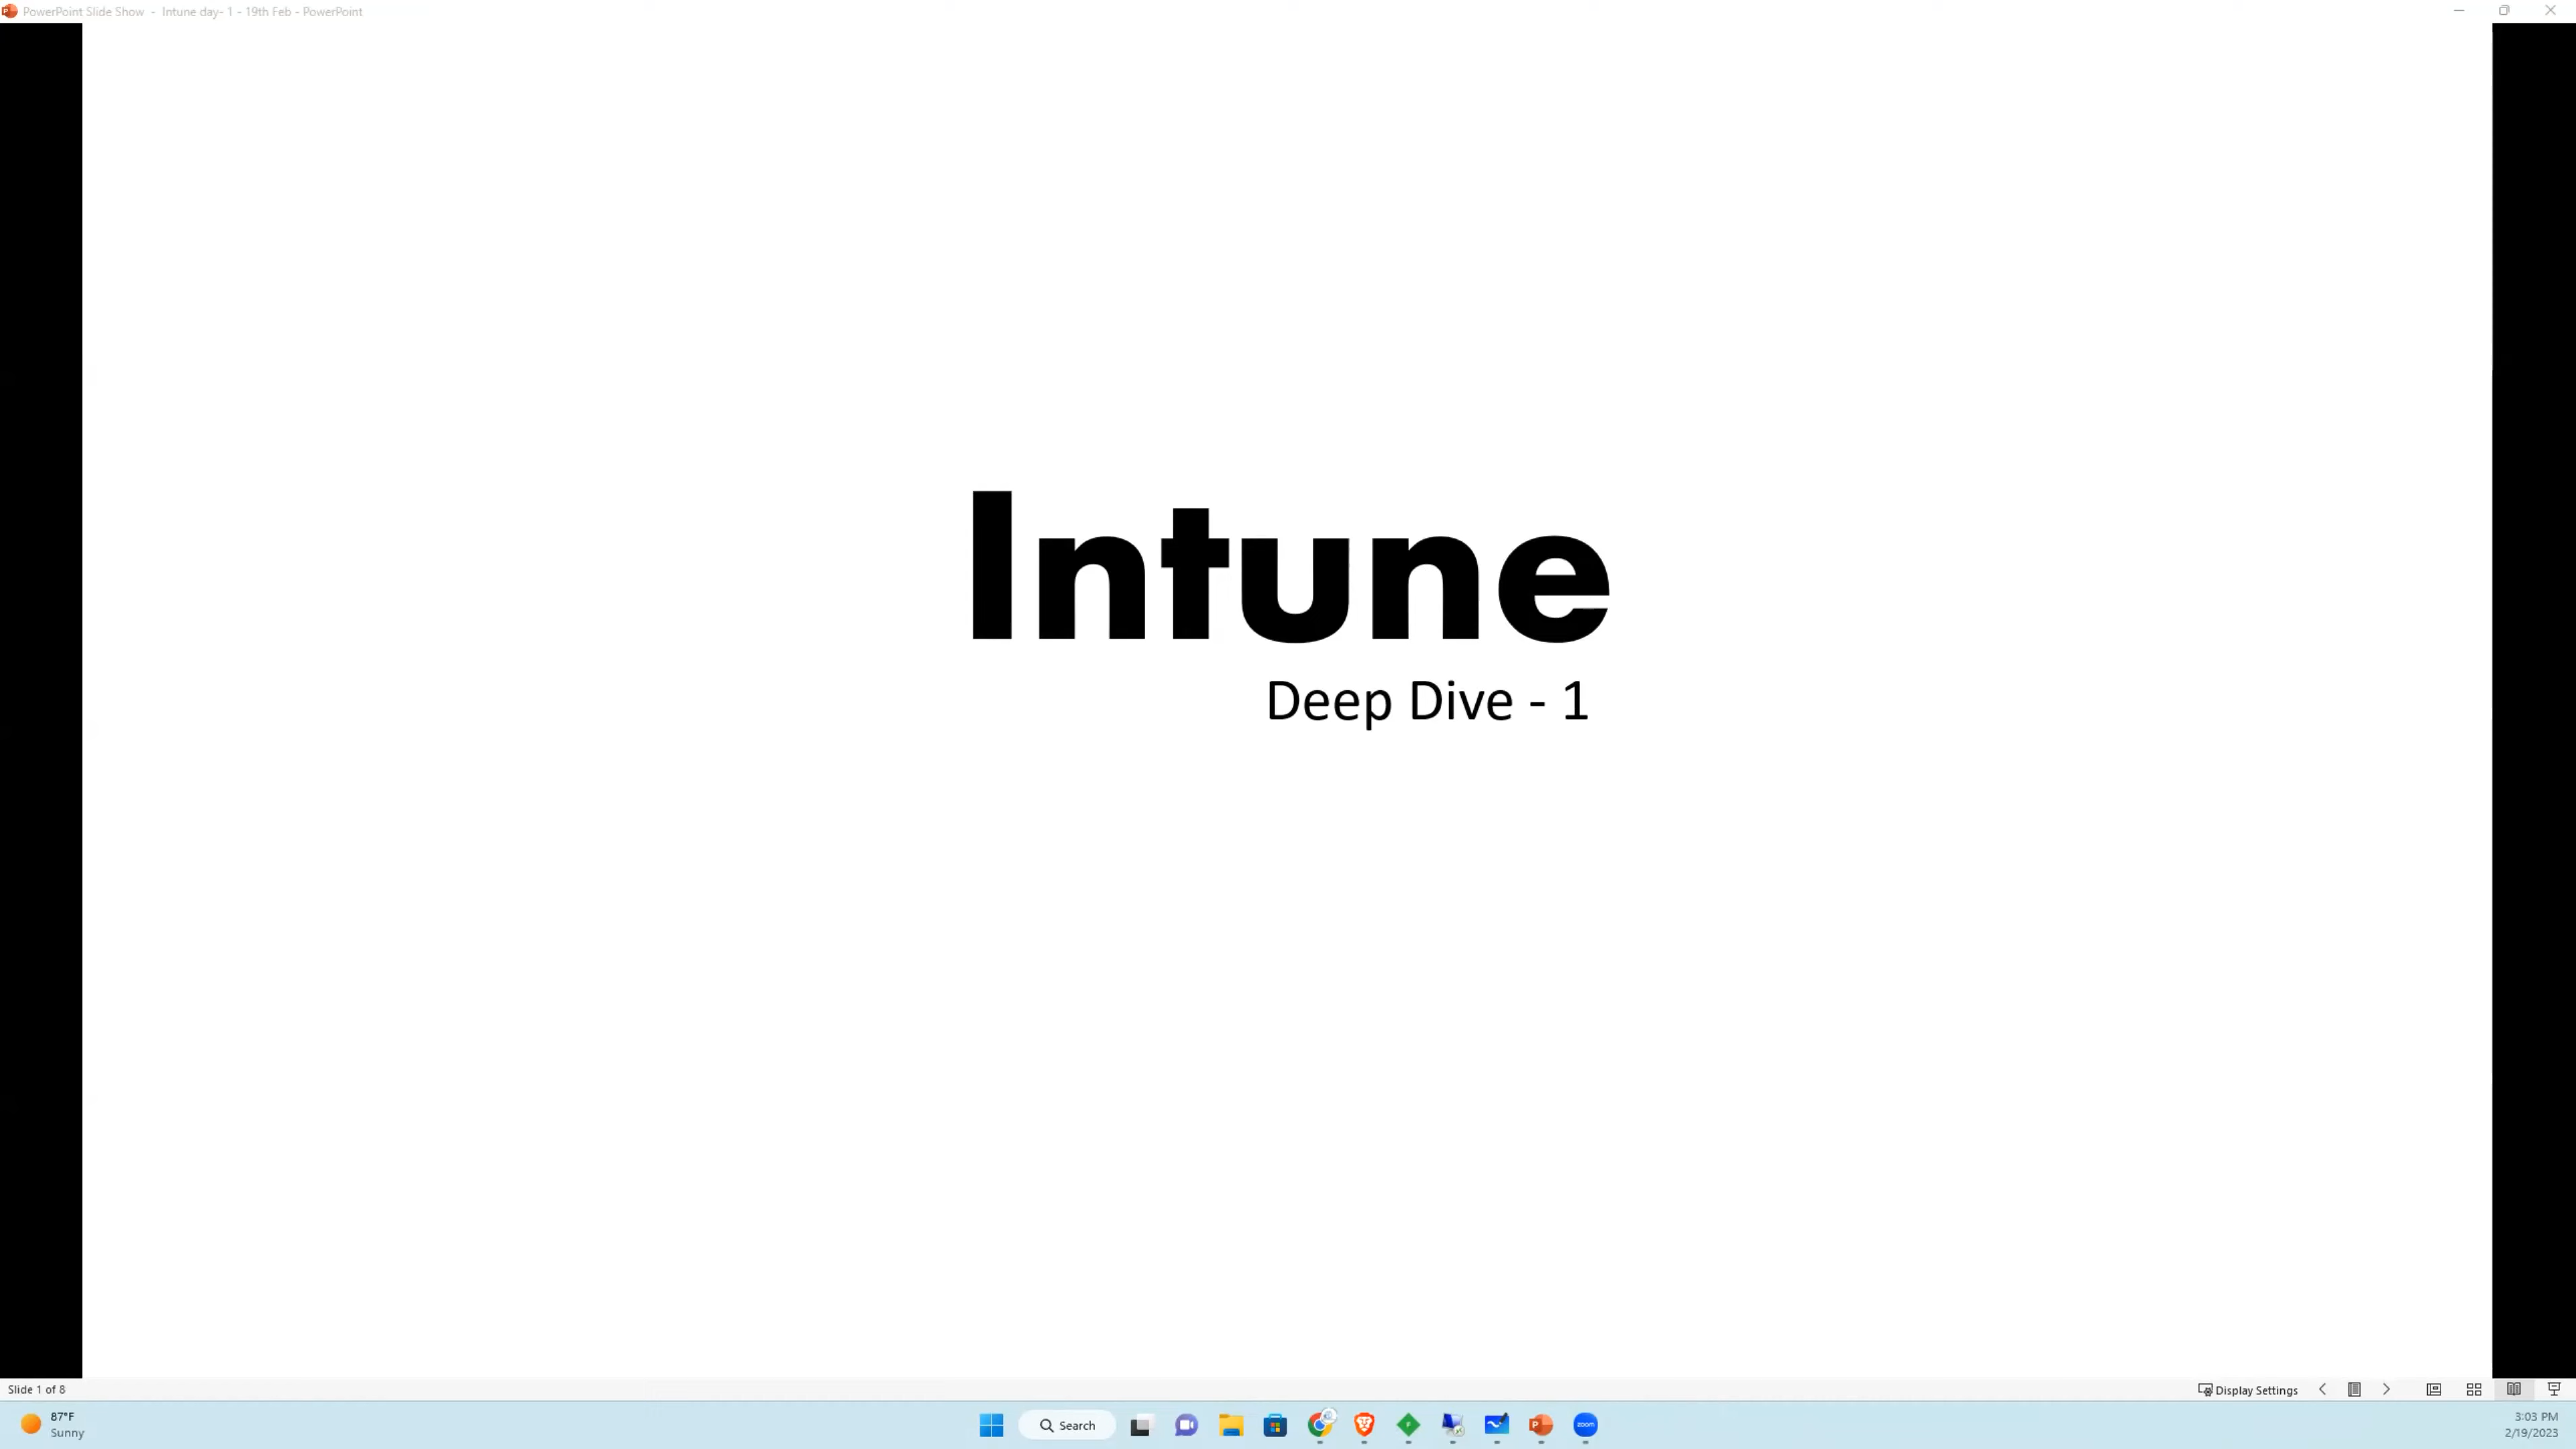 PowerPoint Slide Show - Intune day- 1 - 19th Feb - PowerPoint
Intune
Deep Dive - 1
Slide 1 of 8
Display Settings
87°F
Sunny
Search
zoom
3:03 PM
2/19/2023